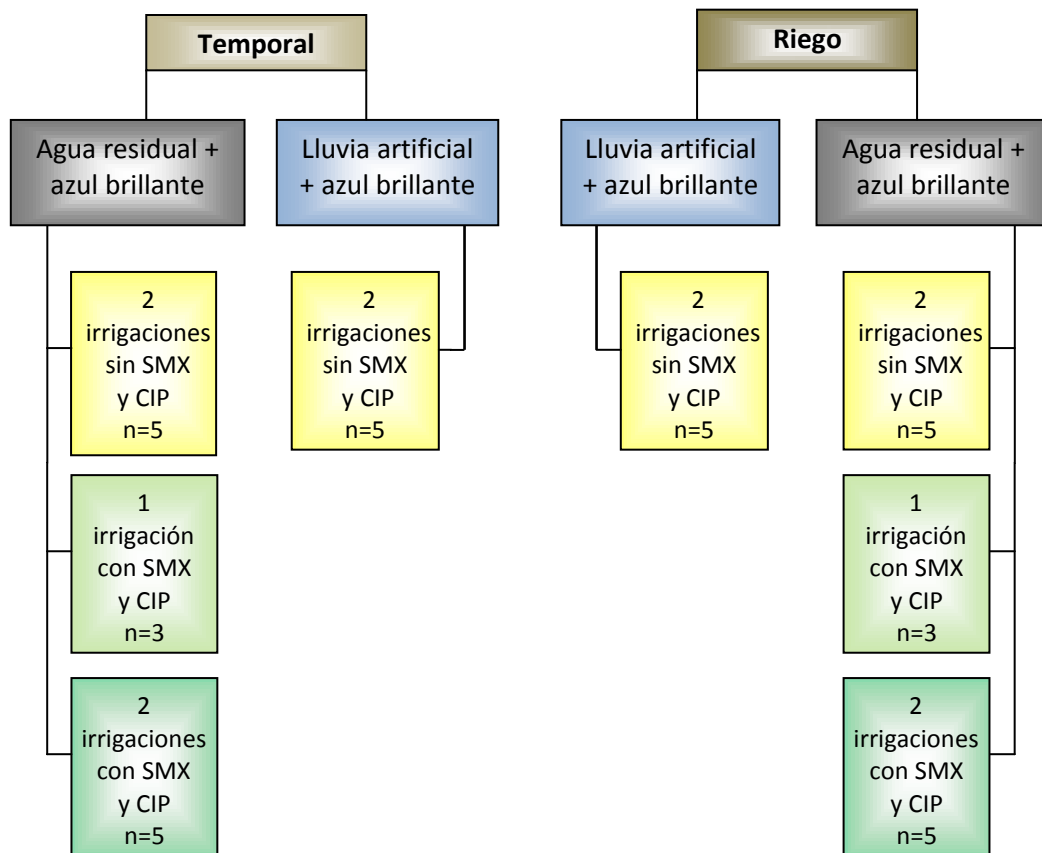 Temporal
Riego
Agua residual +
azul brillante
Lluvia artificial
+ azul brillante
Lluvia artificial
+ azul brillante
Agua residual +
azul brillante
2
irrigaciones
sin SMX
y CIP
n=5
2
irrigaciones
sin SMX
y CIP
n=5
2
irrigaciones
sin SMX
y CIP
n=5
2
irrigaciones
sin SMX
y CIP
n=5
1
irrigación
con SMX
y CIP
n=3
1
irrigación
con SMX
y CIP
n=3
2
irrigaciones
con SMX
y CIP
n=5
2
irrigaciones
con SMX
y CIP
n=5